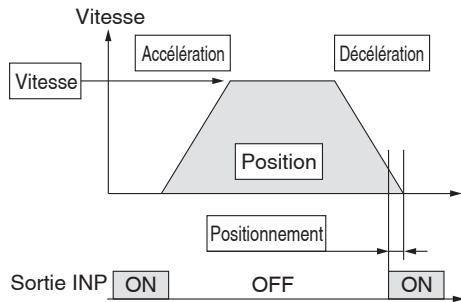 Vitesse
Accélération
Décélération
Vitesse
Position
Positionnement
Sortie INP ON OFF ON